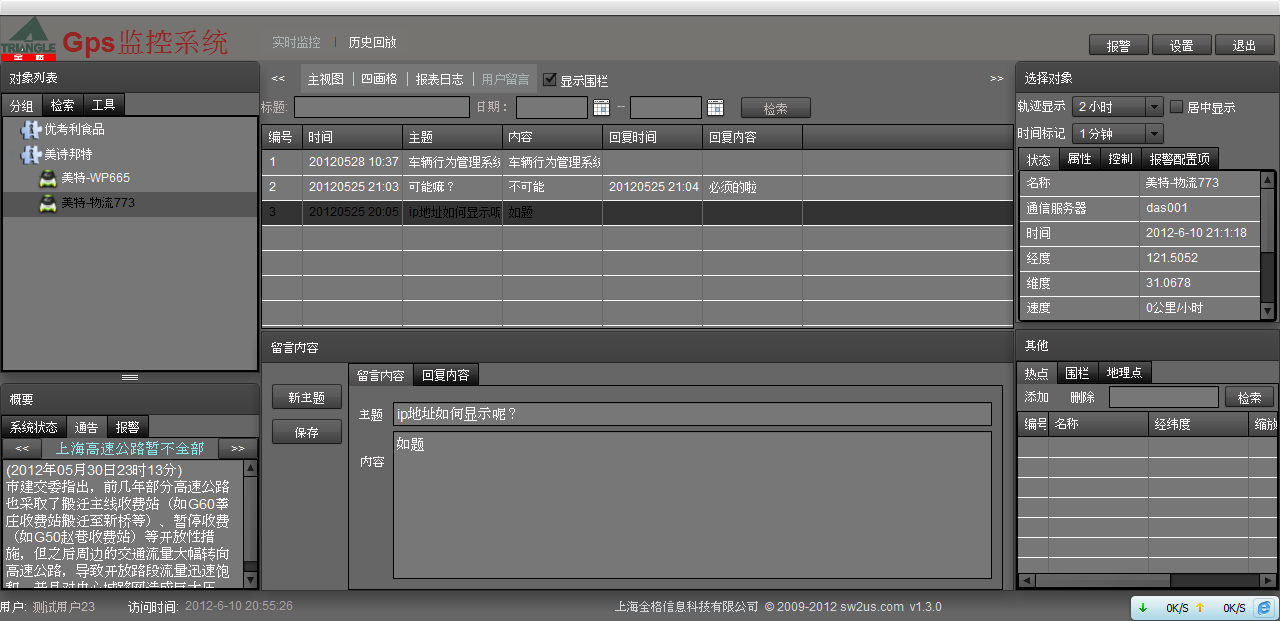 TRIANGLE
金格
Gps监控系统
实时监控 | 历史回放
报警 设置 退出
对象列表
分组 检索 工具
优考利食品
美诗邦特
美特-WP665
美特-物流773
<< 主视图 | 四画格 | 报表日志 | 用户留言 显示围栏 >>
标题: 日期: -- 检索
编号 时间 主题 内容 回复时间 回复内容
1 20120528 10:37 车辆行为管理系统 车辆行为管理系统
2 20120525 21:03 可能嘛？ 不可能 20120525 21:04 必须的啦
3 20120525 20:05 ip地址如何显示呢 如题
留言内容
新主题
保存
留言内容 回复内容
主题 ip地址如何显示呢？
内容 如题
选择对象
轨迹显示 2小时 居中显示
时间标记 1分钟
状态 属性 控制 报警配置项
名称 美特-物流773
通信服务器 das001
时间 2012-6-10 21:1:18
经度 121.5052
维度 31.0678
速度 0公里/小时
其他
热点 围栏 地理点
添加 删除 检索
编号 名称 经纬度 缩放
概要
系统状态 通告 报警
<< 上海高速公路暂不全部 >>
(2012年05月30日23时13分)
市建交委指出，前几年部分高速公路
也采取了搬迁主线收费站（如G60莘
庄收费站搬迁至新桥等）、暂停收费
（如G50赵巷收费站）等开放性措
施，但之后周边的交通流量大幅转向
高速公路，导致开放路段流量迅速饱
和，并且对中心城路网造成巨大压
用户: 测试用户23 访问时间: 2012-6-10 20:55:26
上海全格信息科技有限公司 © 2009-2012 sw2us.com v1.3.0
0K/S 0K/S